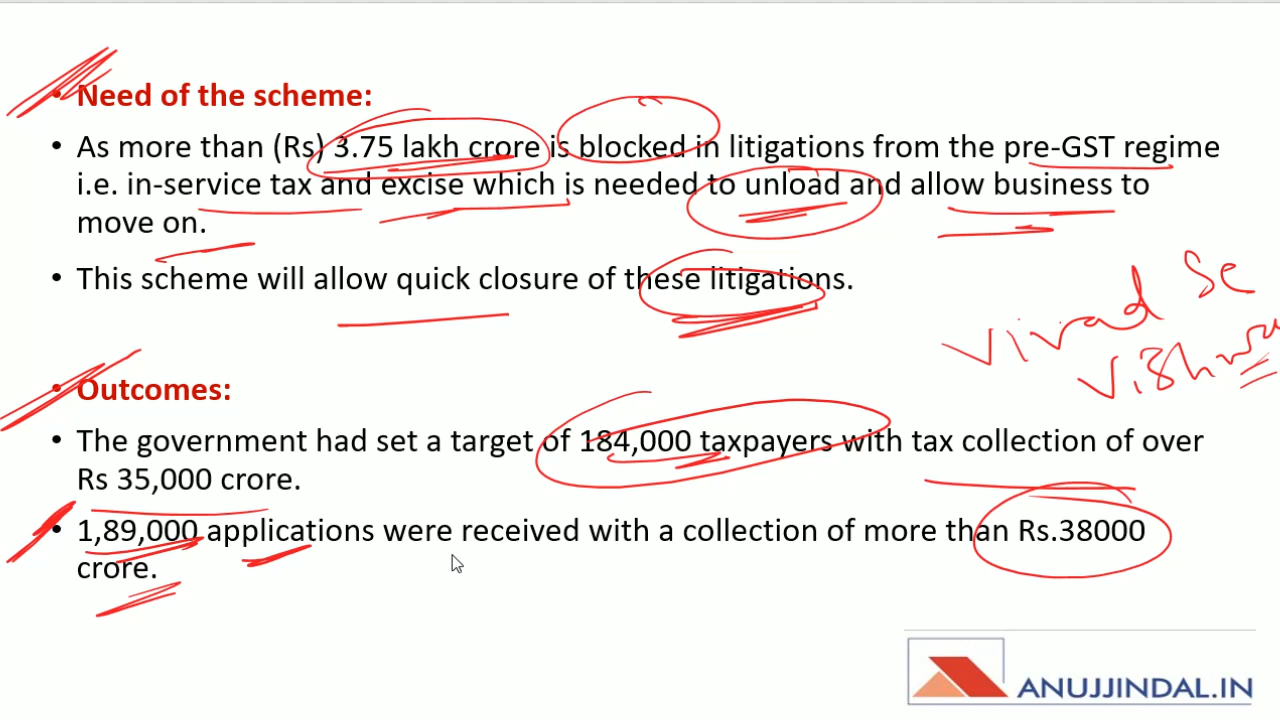 • Need of the scheme:
• As more than (Rs) 3.75 lakh crore is blocked in litigations from the pre-GST regime
i.e. in-service tax and excise which is needed to unload and allow business to
move on.
• This scheme will allow quick closure of these litigations.
Vivad Se
• Outcomes:
• The government had set a target of 184,000 taxpayers with tax collection of over
Rs 35,000 crore.
• 1,89,000 applications were received with a collection of more than Rs.38000
crore.
ANUJJINDAL.IN